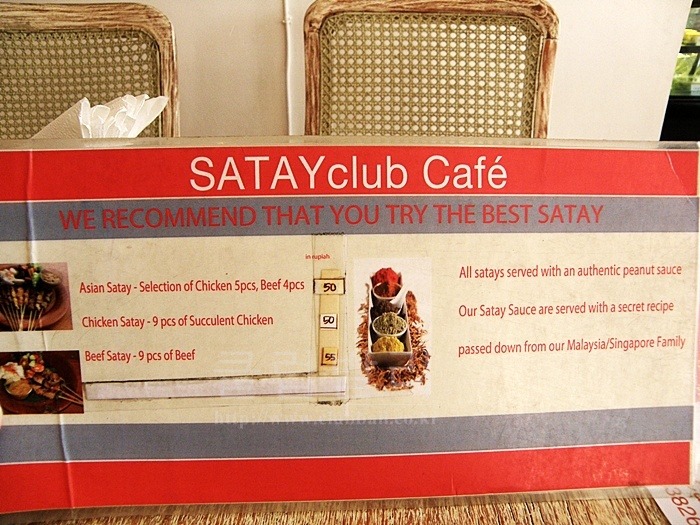 SATAYclub Café
WE RECOMMEND THAT YOU TRY THE BEST SATAY
in rupiah
Asian Satay - Selection of Chicken 5pcs, Beef 4pcs 50
Chicken Satay - 9 pcs of Succulent Chicken 50
Beef Satay - 9 pcs of Beef 55
All satays served with an authentic peanut sauce
Our Satay Sauce are served with a secret recipe
passed down from our Malaysia/Singapore Family